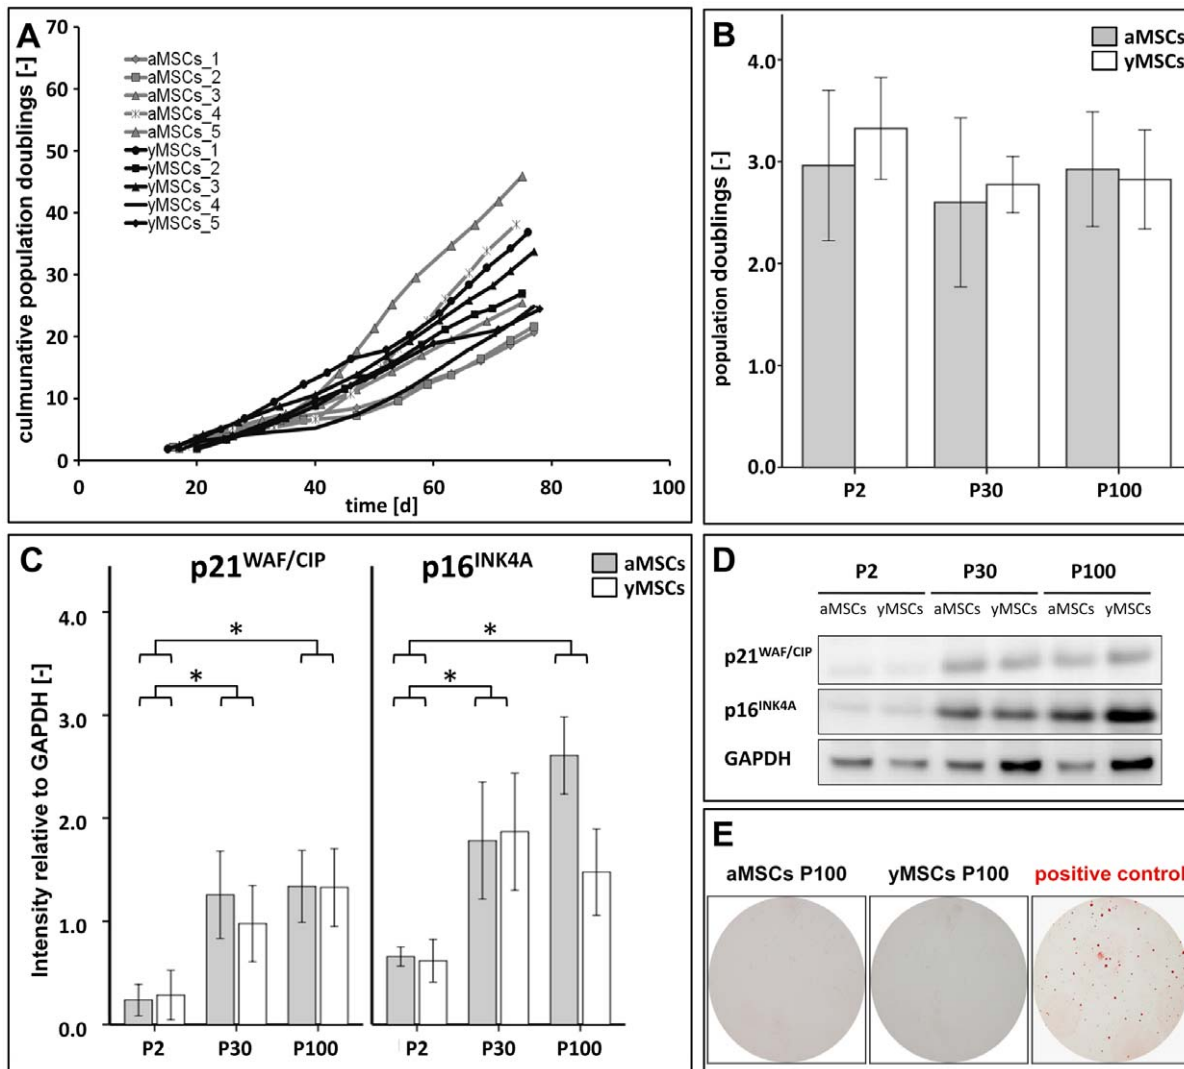 A
culmunative population doublings [-]
70
60
50
40
30
20
10
0
aMSCs_1
aMSCs_2
aMSCs_3
aMSCs_4
aMSCs_5
yMSCs_1
yMSCs_2
yMSCs_3
yMSCs_4
yMSCs_5
0 20 40 60 80 100
time [d]
B
population doublings [-]
4.0
3.0
2.0
1.0
0.0
aMSCs
yMSCs
P2 P30 P100
C
p21WAF/CIP p16INK4A
aMSCs
yMSCs
Intensity relative to GAPDH [-]
4.0
3.0
2.0
1.0
0.0
* *
* *
P2 P30 P100 P2 P30 P100
D
P2 P30 P100
aMSCs yMSCs aMSCs yMSCs aMSCs yMSCs
p21WAF/CIP
p16INK4A
GAPDH
E
aMSCs P100 yMSCs P100 positive control